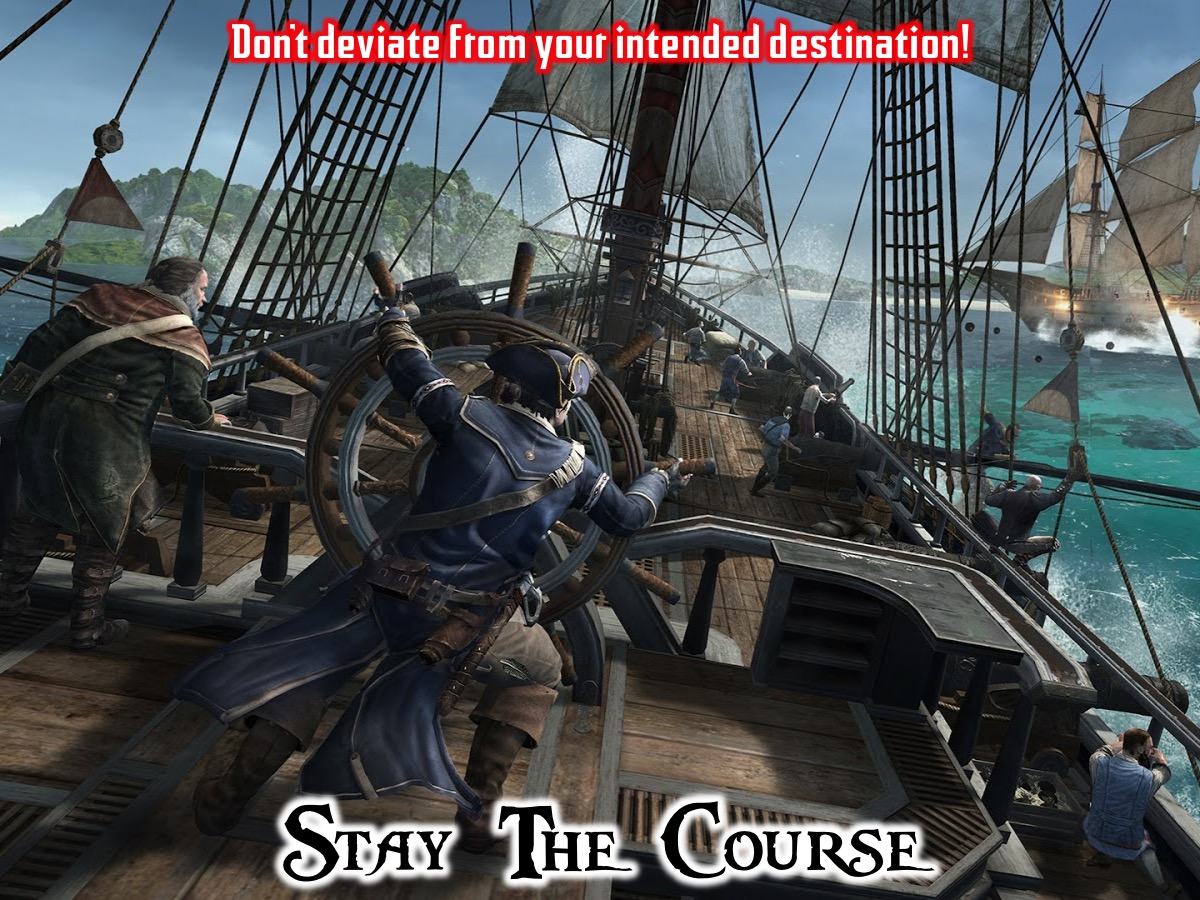 Don't deviate from your intended destination!
Stay The Course